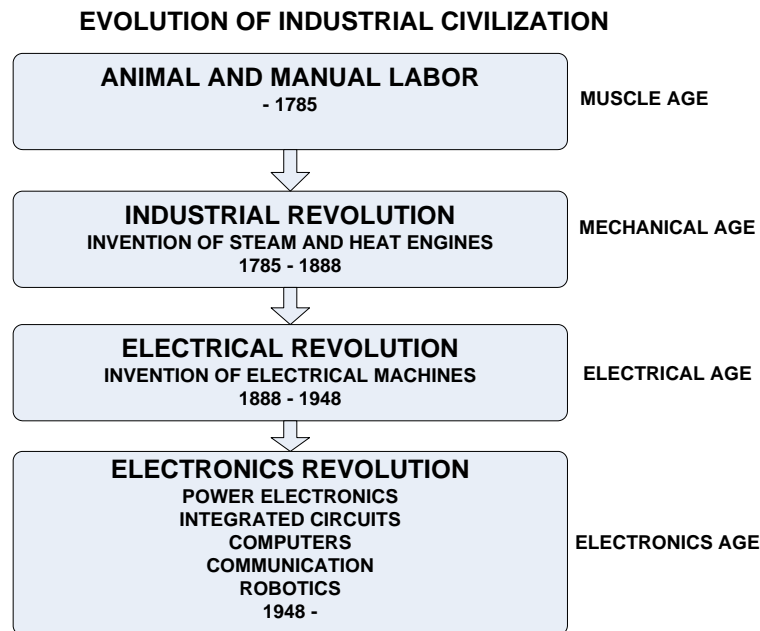 EVOLUTION OF INDUSTRIAL CIVILIZATION
ANIMAL AND MANUAL LABOR
- 1785
MUSCLE AGE
INDUSTRIAL REVOLUTION
INVENTION OF STEAM AND HEAT ENGINES
1785 - 1888
MECHANICAL AGE
ELECTRICAL REVOLUTION
INVENTION OF ELECTRICAL MACHINES
1888 - 1948
ELECTRICAL AGE
ELECTRONICS REVOLUTION
POWER ELECTRONICS
INTEGRATED CIRCUITS
COMPUTERS
COMMUNICATION
ROBOTICS
1948 -
ELECTRONICS AGE